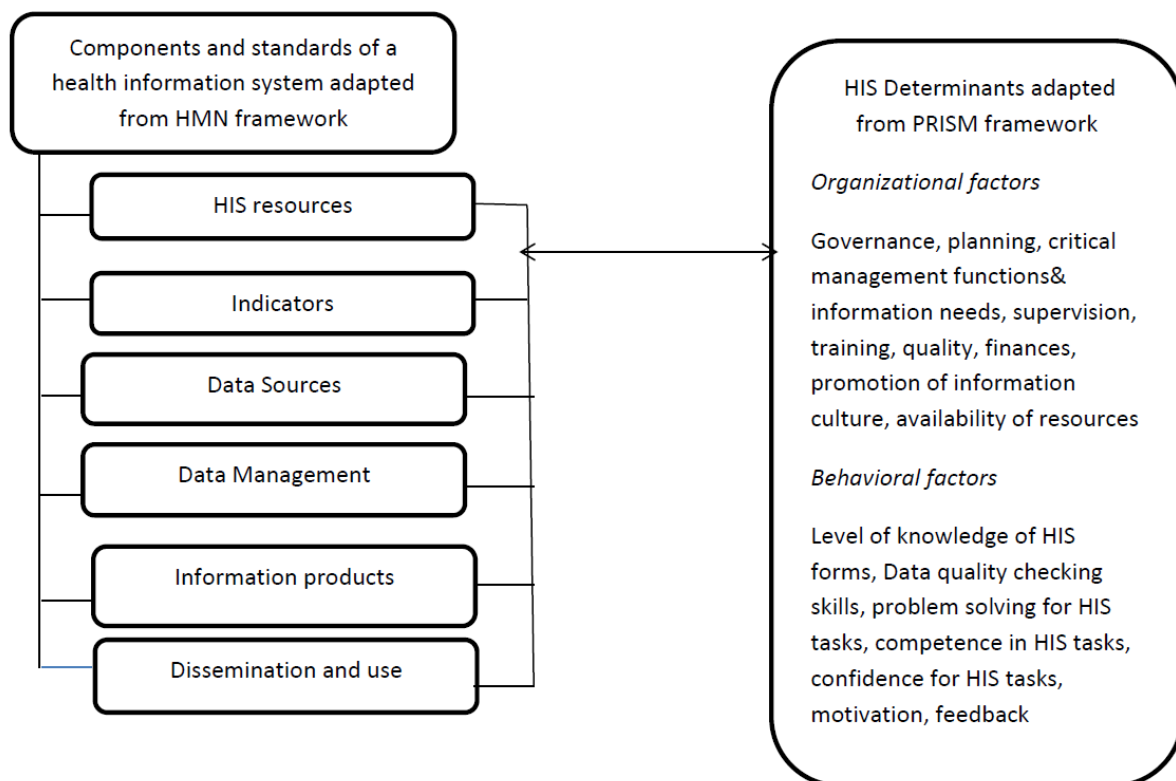 Components and standards of a
health information system adapted
from HMN framework
HIS resources
Indicators
Data Sources
Data Management
Information products
Dissemination and use
HIS Determinants adapted
from PRISM framework
Organizational factors
Governance, planning, critical
management functions&
information needs, supervision,
training, quality, finances,
promotion of information
culture, availability of resources
Behavioral factors
Level of knowledge of HIS
forms, Data quality checking
skills, problem solving for HIS
tasks, competence in HIS tasks,
confidence for HIS tasks,
motivation, feedback